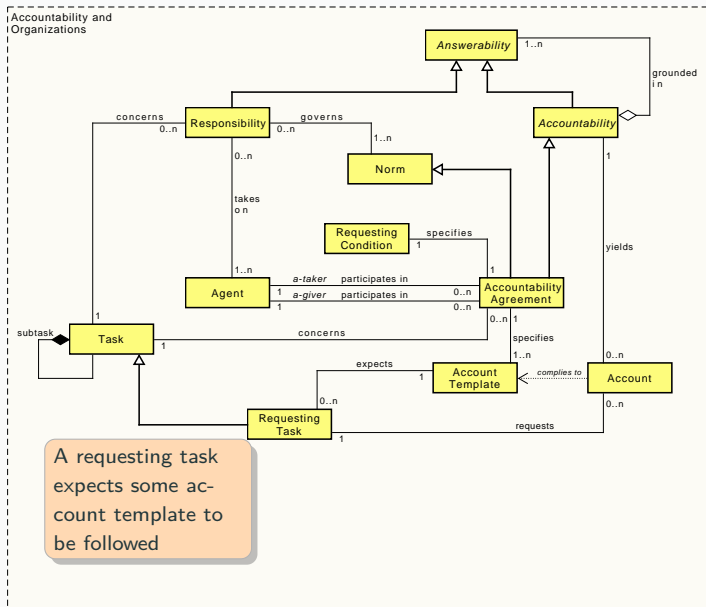 Accountability and
Organizations
Answerability
1..n
grounded
in
concerns
0..n
Responsibility
governs
0..n
Accountability
1..n
0..n
1
Norm
takes
on
Requesting
Condition
specifies
1
yields
1..n
1
Agent
a-taker participates in
1
0..n
a-giver participates in
1
0..n
Accountability
Agreement
1
0..n
1
subtask
Task
1
concerns
specifies
1..n
0..n
expects
1
Account
Template
complies to
Account
0..n
0..n
Requesting
Task
1
requests
A requesting task
expects some ac-
count template to
be followed